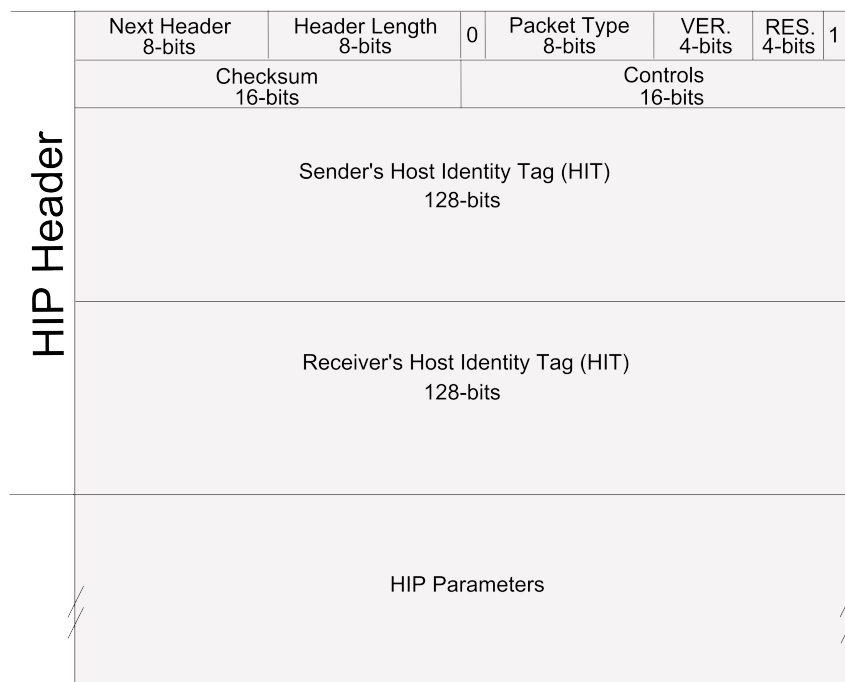 Next Header
8-bits
Header Length
8-bits
0
Packet Type
8-bits
VER.
4-bits
RES.
4-bits
1
Checksum
16-bits
Controls
16-bits
HIP Header
Sender's Host Identity Tag (HIT)
128-bits
Receiver's Host Identity Tag (HIT)
128-bits
HIP Parameters